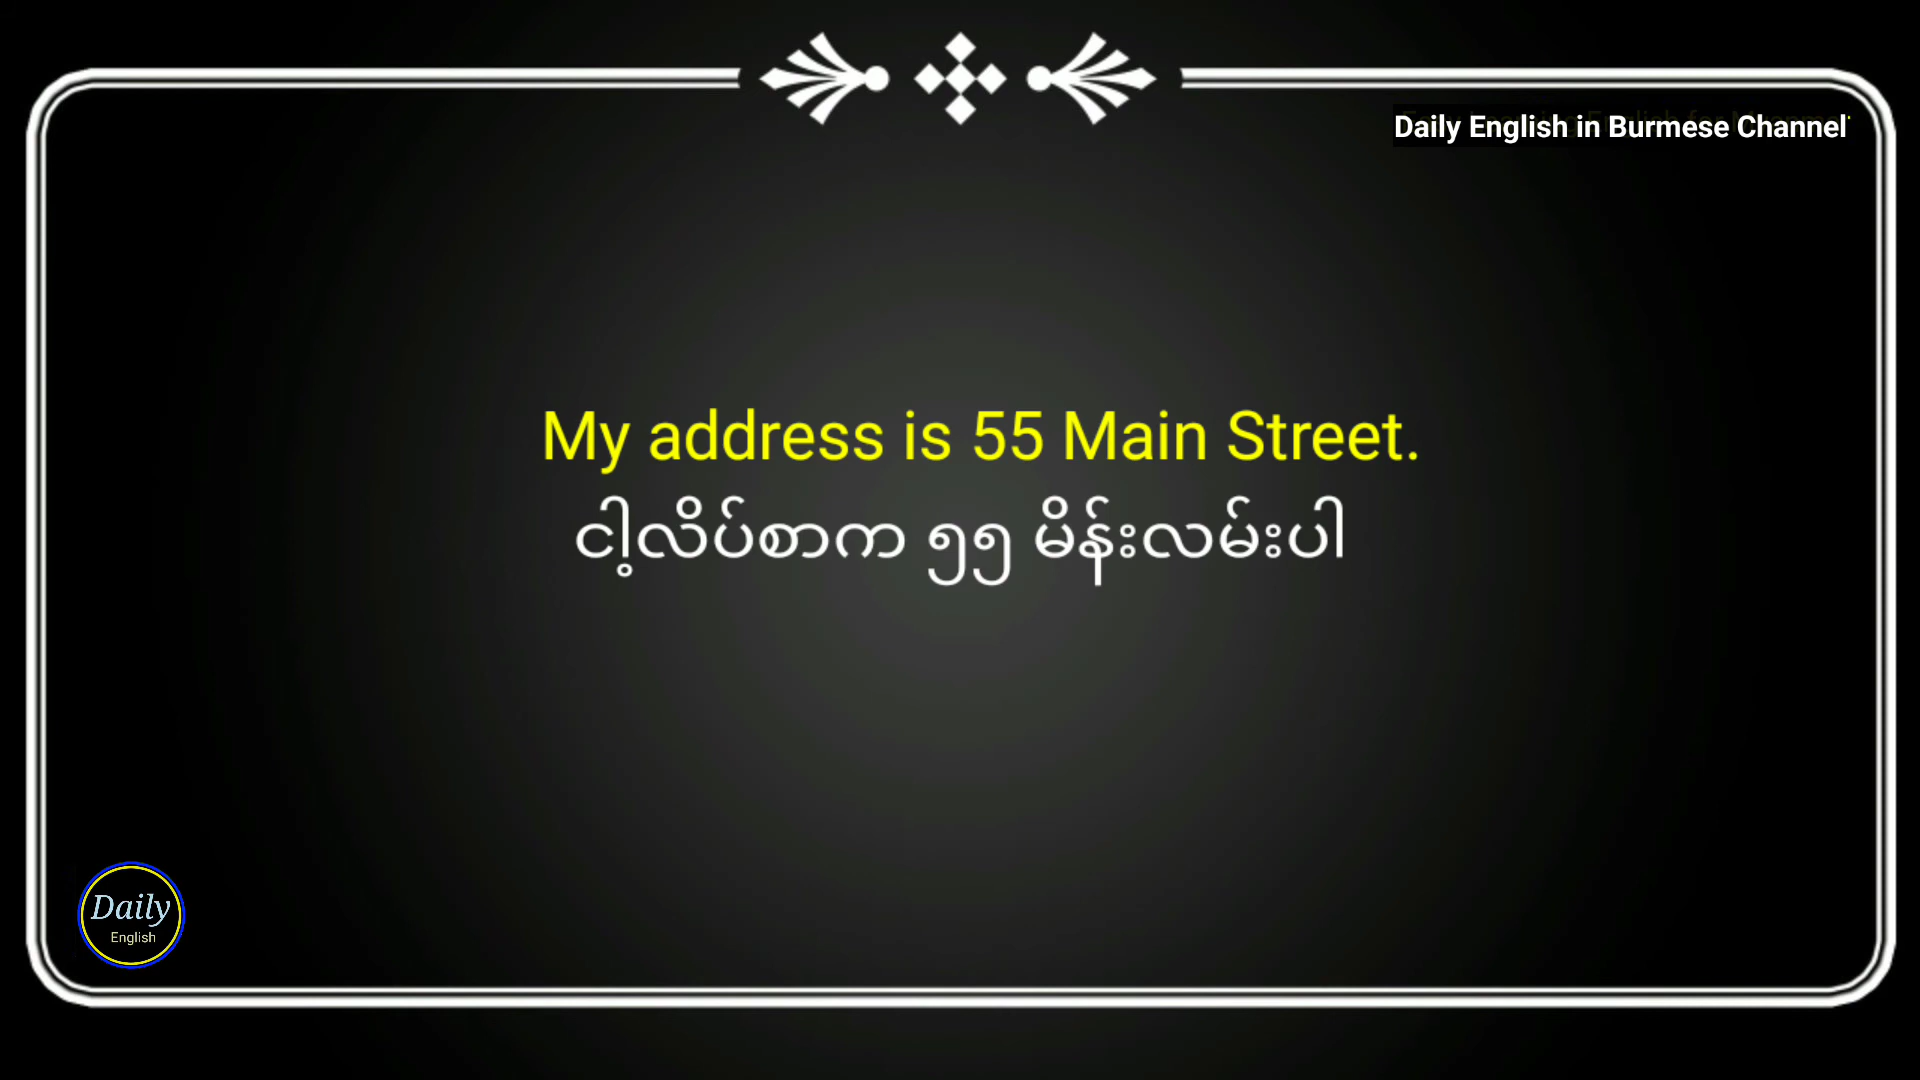 Daily English in Burmese Channel
My address is 55 Main Street.
ငါ့လိပ်စာက ၅၅ မိန်းလမ်းပါ
Daily
English